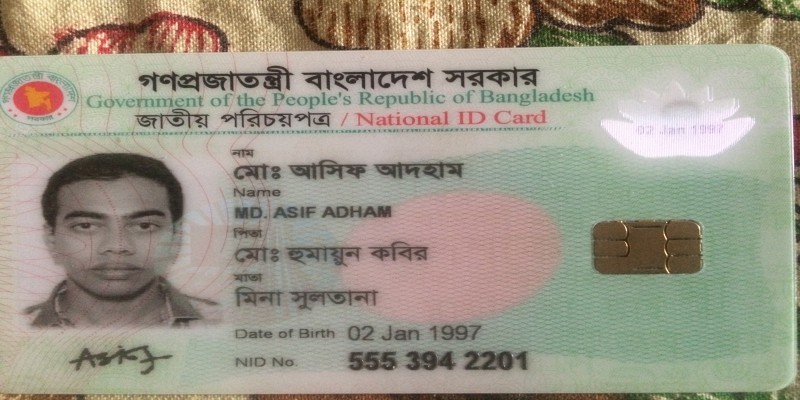 গণপ্রজাতন্ত্রী বাংলাদেশ সরকার
Government of the People's Republic of Bangladesh
জাতীয় পরিচয়পত্র / National ID Card
02 Jan 1997
নাম
মোঃ আসিফ আদহাম
Name
MD. ASIF ADHAM
পিতা
মোঃ হুমায়ুন কবির
মাতা
মিনা সুলতানা
Date of Birth 02 Jan 1997
NID No. 555 394 2201
Asif